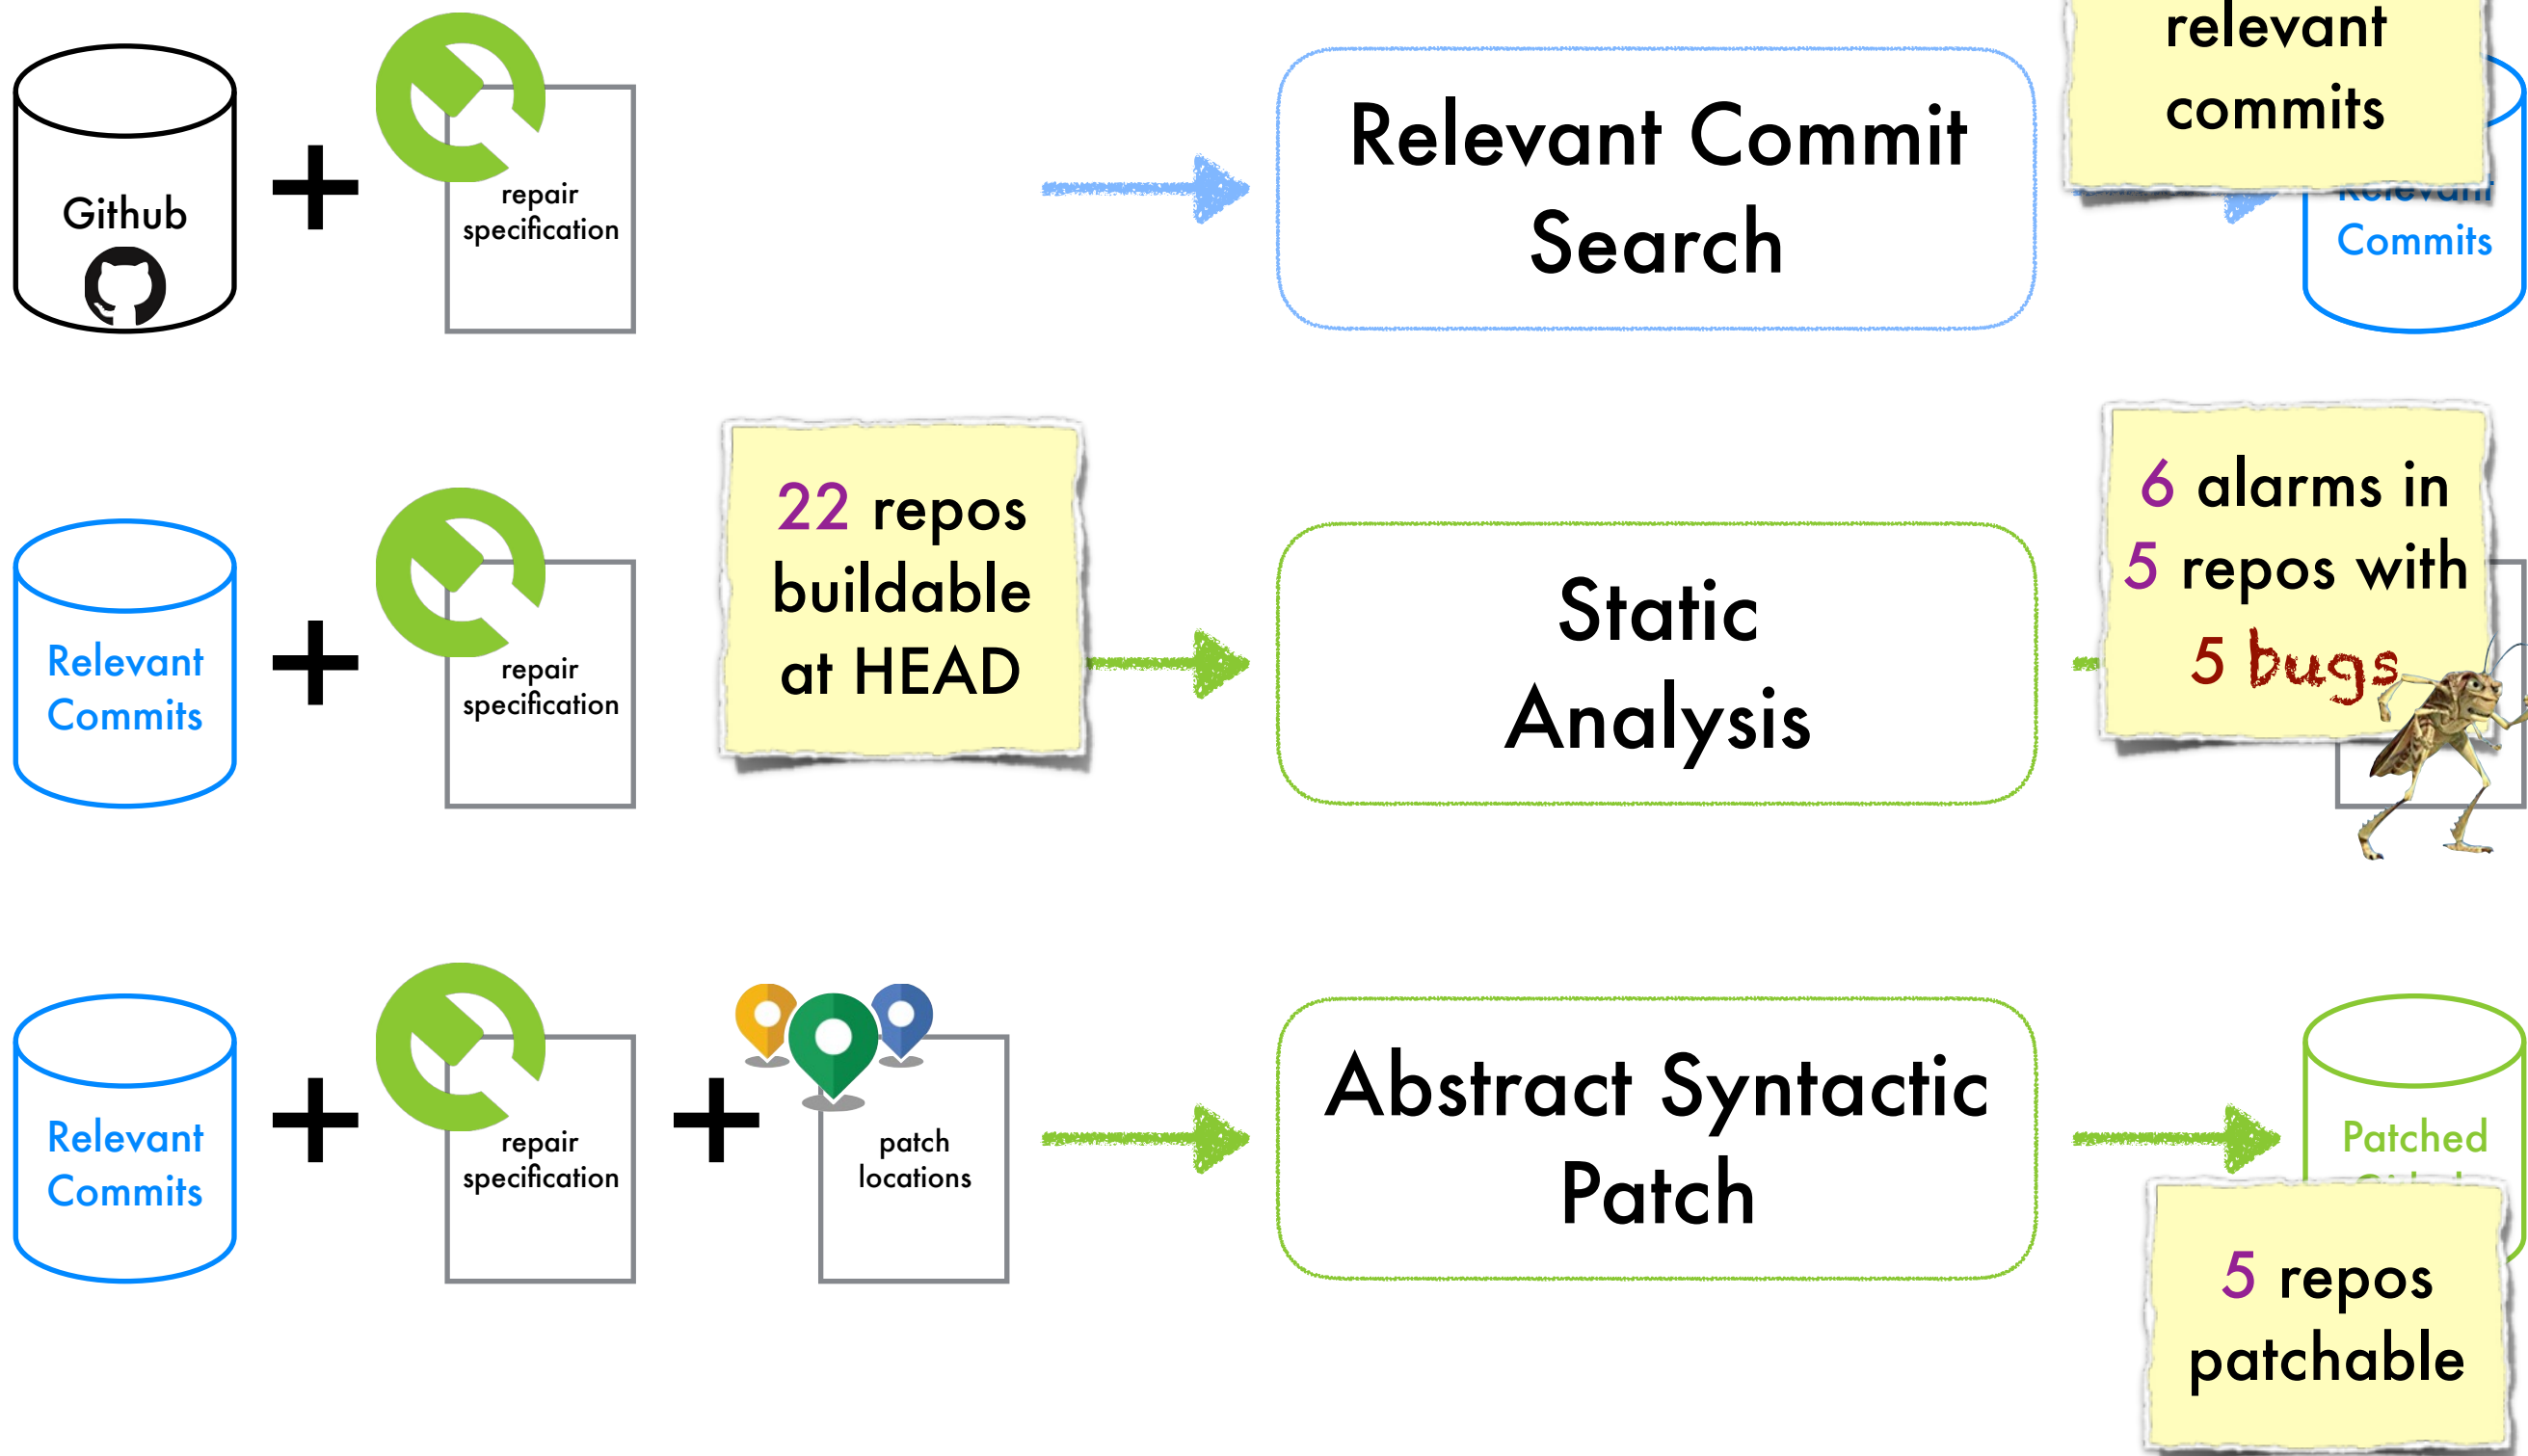 relevant
commits
Github
repair
specification
Relevant Commit
Search
Relevant
Commits
22 repos
buildable
at HEAD
6 alarms in
5 repos with
5 bugs
Relevant
Commits
repair
specification
Static
Analysis
Relevant
Commits
repair
specification
patch
locations
Abstract Syntactic
Patch
Patched
5 repos
patchable